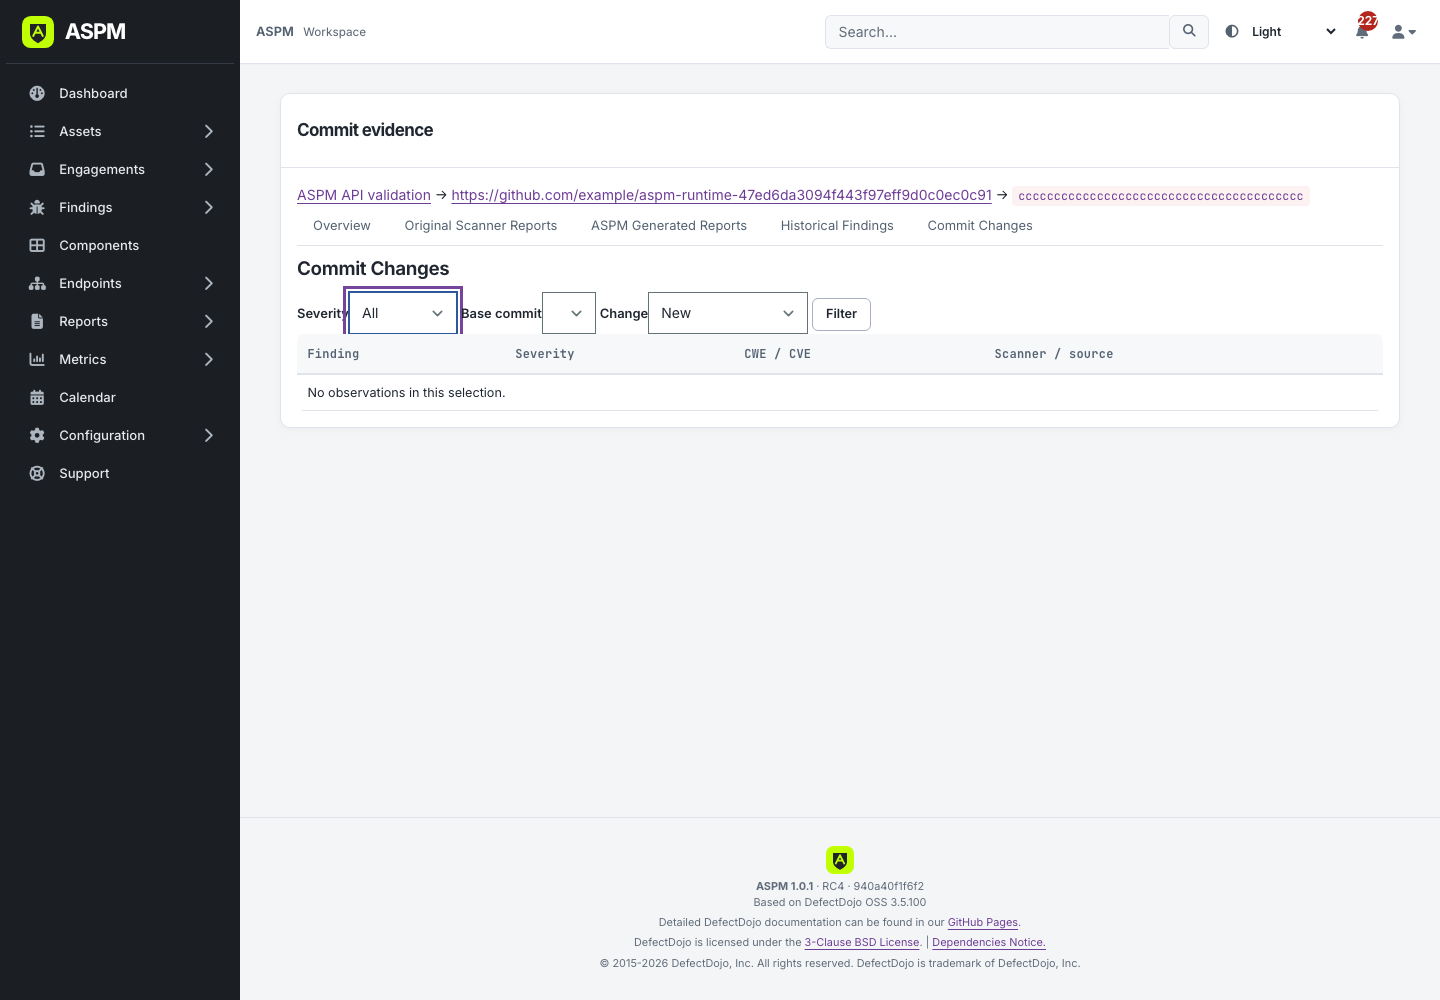 ASPM
ASPM Workspace
Search...
Light
227
Dashboard
Assets
Engagements
Findings
Components
Endpoints
Reports
Metrics
Calendar
Configuration
Support
Commit evidence
ASPM API validation → https://github.com/example/aspm-runtime-47ed6da3094f443f97eff9d0c0ec0c91 → cccccccccccccccccccccccccccccccccccccccc
Overview Original Scanner Reports ASPM Generated Reports Historical Findings Commit Changes
Commit Changes
Severity All Base commit Change New Filter
Finding Severity CWE / CVE Scanner / source
No observations in this selection.
ASPM 1.0.1 · RC4 · 940a40f1f6f2
Based on DefectDojo OSS 3.5.100
Detailed DefectDojo documentation can be found in our GitHub Pages.
DefectDojo is licensed under the 3-Clause BSD License. | Dependencies Notice.
© 2015-2026 DefectDojo, Inc. All rights reserved. DefectDojo is trademark of DefectDojo, Inc.